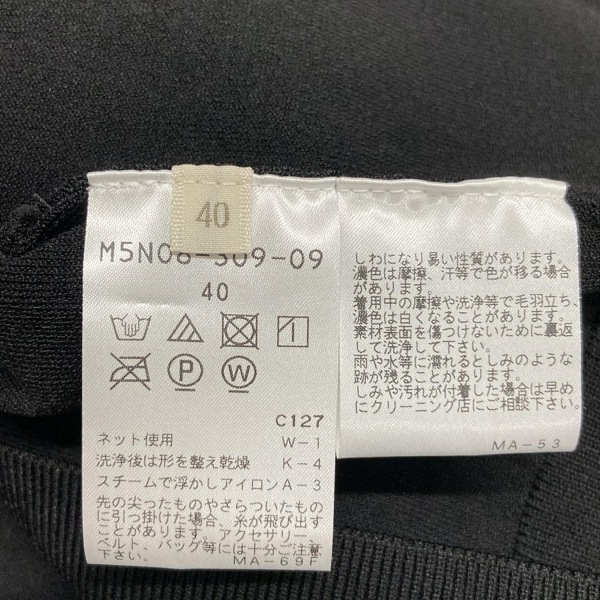 40
M5N06-309-09
40
P W
C127
ネット使用 W-1
洗浄後は形を整え乾燥 K-4
スチームで浮かしアイロン A-3
先の尖ったものやざらついたもの
に引っ掛けた場合、糸が飛び出す
ことがあります。アクセサリー、
ベルト、バッグ等には十分ご注意
下さい。
MA-69F
しわになり易い性質があります。
濃色は摩擦、汗等で色が移る場合
があります。
着用中の摩擦や洗浄等で毛羽立ち、
濃色は白くなることがあります。
素材表面を傷つけないために裏返
して洗浄して下さい。
雨や水等に濡れるとしみのような
跡が残ることがあります。
しみや汚れが付着した場合は早め
にクリーニング店にご相談下さい。
MA-53